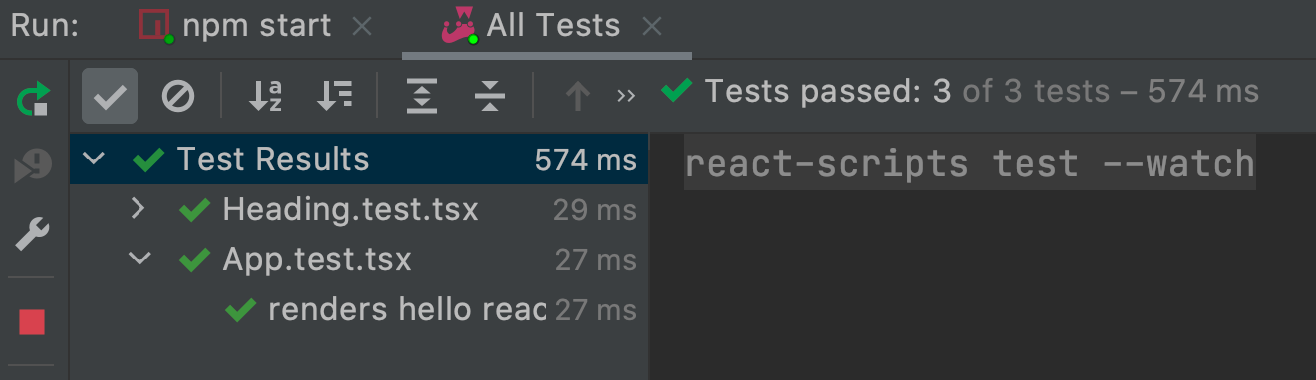 Run: npm start All Tests
Tests passed: 3 of 3 tests – 574 ms
Test Results 574 ms
react-scripts test --watch
Heading.test.tsx 29 ms
App.test.tsx 27 ms
renders hello reac 27 ms